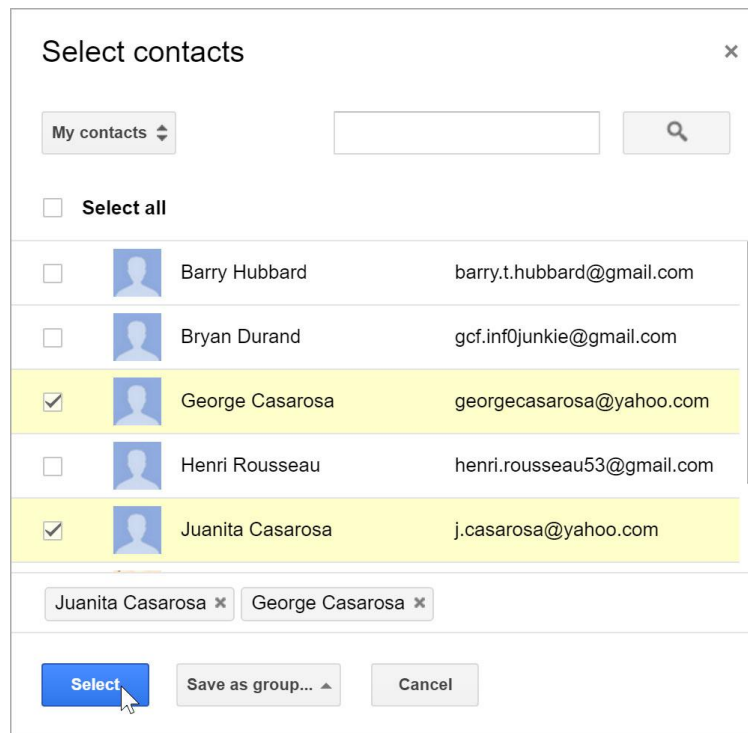 Select contacts
My contacts
Select all
Barry Hubbard barry.t.hubbard@gmail.com
Bryan Durand gcf.inf0junkie@gmail.com
George Casarosa georgecasarosa@yahoo.com
Henri Rousseau henri.rousseau53@gmail.com
Juanita Casarosa j.casarosa@yahoo.com
Juanita Casarosa George Casarosa
Select Save as group... Cancel